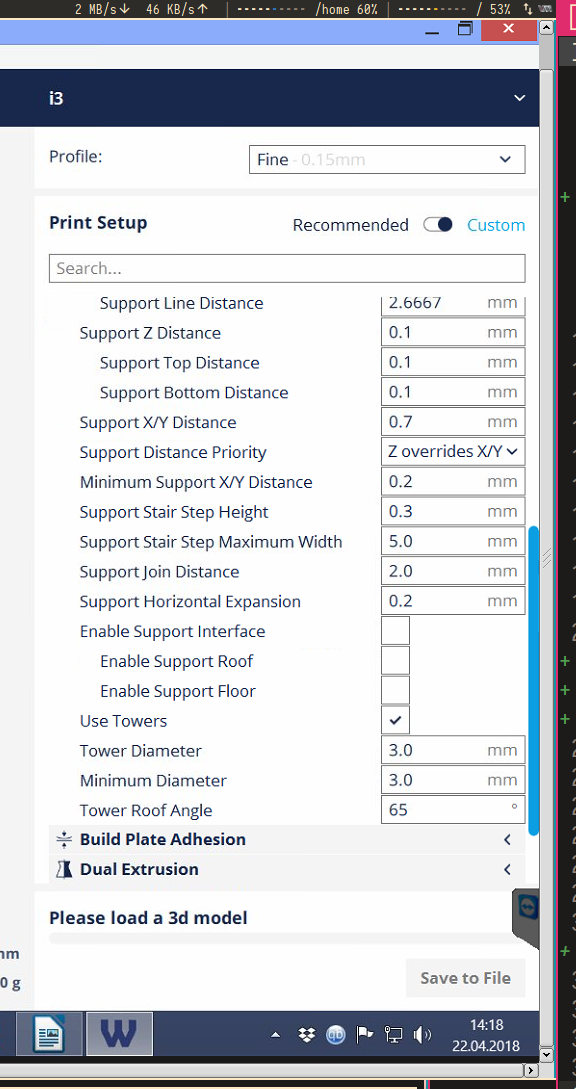 2 MB/s↓ 46 KB/s↑ | ---------- /home 60% | ---------- / 53%
i3
Profile: Fine - 0.15mm
Print Setup Recommended Custom
Search...
Support Line Distance 2.6667 mm
Support Z Distance 0.1 mm
Support Top Distance 0.1 mm
Support Bottom Distance 0.1 mm
Support X/Y Distance 0.7 mm
Support Distance Priority Z overrides X/Y
Minimum Support X/Y Distance 0.2 mm
Support Stair Step Height 0.3 mm
Support Stair Step Maximum Width 5.0 mm
Support Join Distance 2.0 mm
Support Horizontal Expansion 0.2 mm
Enable Support Interface
Enable Support Roof
Enable Support Floor
Use Towers
Tower Diameter 3.0 mm
Minimum Diameter 3.0 mm
Tower Roof Angle 65 °
Build Plate Adhesion
Dual Extrusion
Please load a 3d model
0 g
Save to File
14:18
22.04.2018